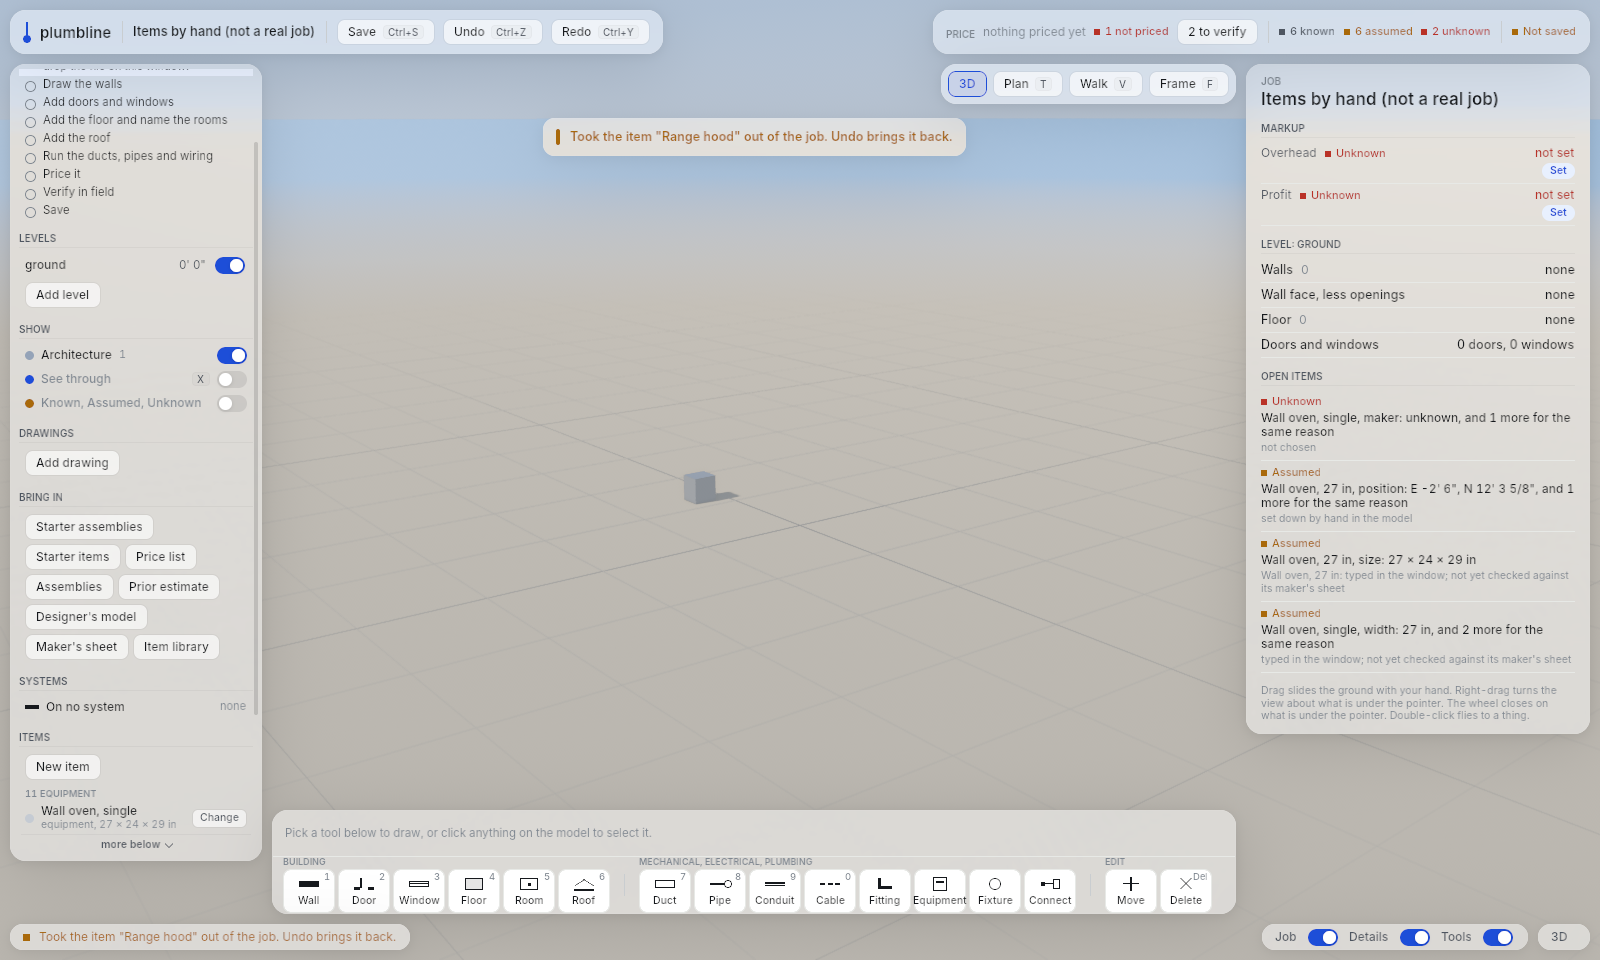 plumbline
Items by hand (not a real job)
Save Ctrl+S
Undo Ctrl+Z
Redo Ctrl+Y
PRICE nothing priced yet 1 not priced 2 to verify 6 known 6 assumed 2 unknown Not saved
3D
Plan T
Walk V
Frame F
Took the item "Range hood" out of the job. Undo brings it back.
Draw the walls
Add doors and windows
Add the floor and name the rooms
Add the roof
Run the ducts, pipes and wiring
Price it
Verify in field
Save
LEVELS
ground 0' 0"
Add level
SHOW
Architecture 1
See through X
Known, Assumed, Unknown
DRAWINGS
Add drawing
BRING IN
Starter assemblies
Starter items Price list
Assemblies Prior estimate
Designer's model
Maker's sheet Item library
SYSTEMS
On no system none
ITEMS
New item
11 EQUIPMENT
Wall oven, single
equipment, 27 × 24 × 29 in
Change
more below
JOB
Items by hand (not a real job)
MARKUP
Overhead Unknown not set
Set
Profit Unknown not set
Set
LEVEL: GROUND
Walls 0 none
Wall face, less openings none
Floor 0 none
Doors and windows 0 doors, 0 windows
OPEN ITEMS
Unknown
Wall oven, single, maker: unknown, and 1 more for the
same reason
not chosen
Assumed
Wall oven, 27 in, position: E -2' 6", N 12' 3 5/8", and 1
more for the same reason
set down by hand in the model
Assumed
Wall oven, 27 in, size: 27 × 24 × 29 in
Wall oven, 27 in: typed in the window; not yet checked against
its maker's sheet
Assumed
Wall oven, single, width: 27 in, and 2 more for the
same reason
typed in the window; not yet checked against its maker's sheet
Drag slides the ground with your hand. Right-drag turns the
view about what is under the pointer. The wheel closes on
what is under the pointer. Double-click flies to a thing.
Pick a tool below to draw, or click anything on the model to select it.
BUILDING
1 Wall
2 Door
3 Window
4 Floor
5 Room
6 Roof
MECHANICAL, ELECTRICAL, PLUMBING
7 Duct
8 Pipe
9 Conduit
0 Cable
Fitting
Equipment
Fixture
Connect
EDIT
Move
Del Delete
Took the item "Range hood" out of the job. Undo brings it back.
Job Details Tools 3D